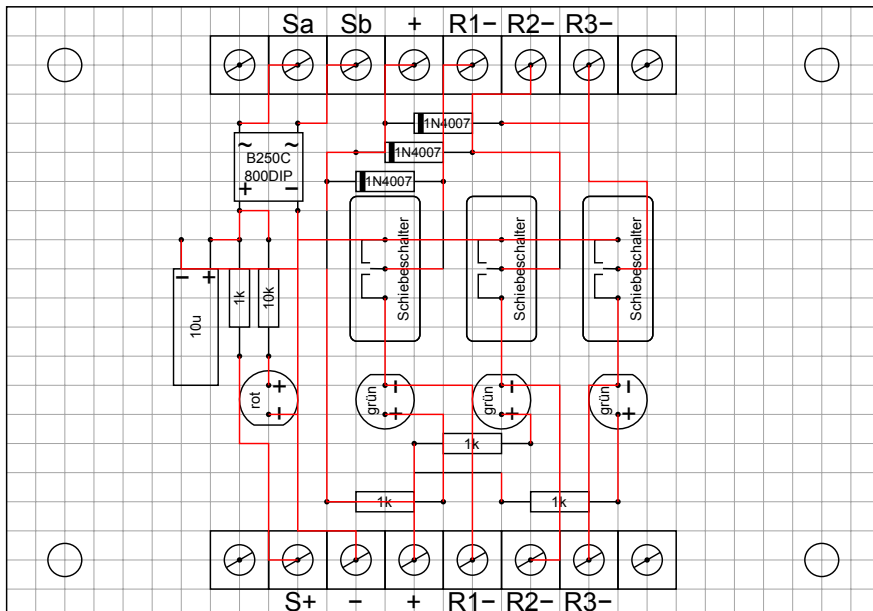 Sa Sb + R1− R2− R3−
1N4007
1N4007
1N4007
~ ~
B250C
800DIP
+ −
Schiebeschalter
Schiebeschalter
Schiebeschalter
− +
10u
1k
10k
rot
+
−
grün
−
+
grün
−
+
grün
−
+
1k
1k
1k
S+ − + R1− R2− R3−